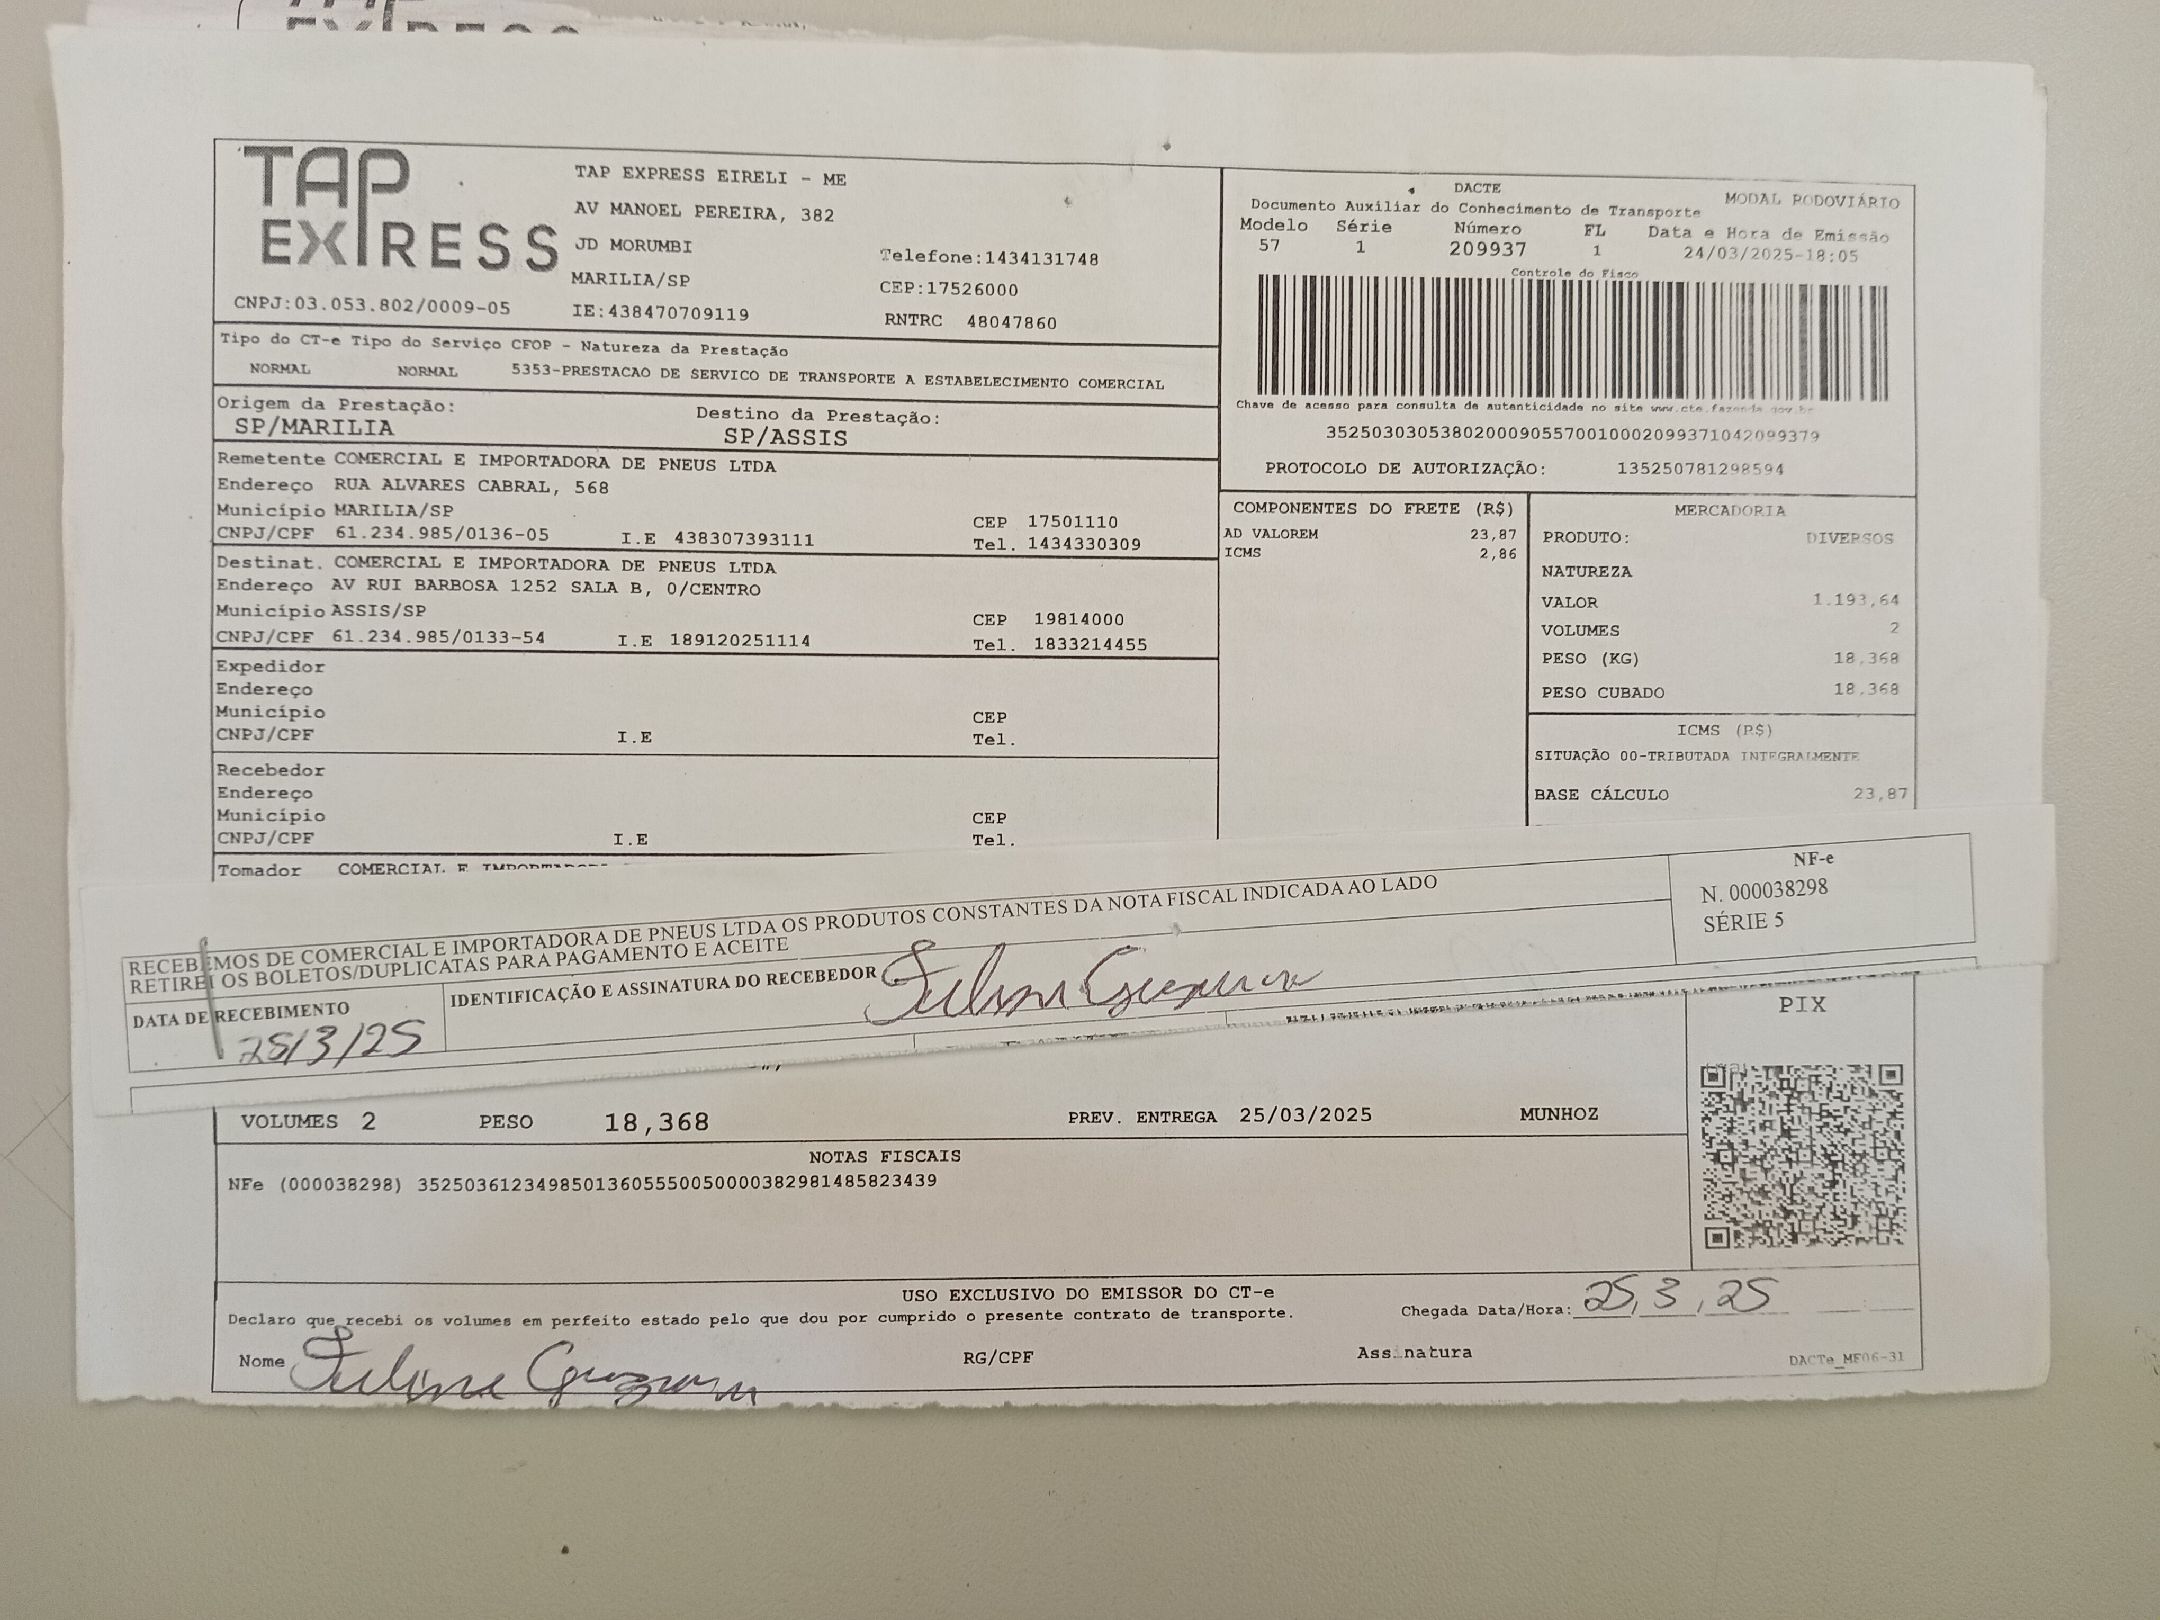 TAP
EXPRESS
TAP EXPRESS EIRELI - ME
AV MANOEL PEREIRA, 382
JD MORUMBI
MARILIA/SP
Telefone:1434131748
CEP:17526000
CNPJ:03.053.802/0009-05
IE:438470709119
RNTRC 48047860
DACTE
MODAL RODOVIÁRIO
Documento Auxiliar do Conhecimento de Transporte
Modelo Série Número FL Data e Hora de Emissão
57 1 209937 1 24/03/2025-18:05
Controle do Fisco
Chave de acesso para consulta de autenticidade no site www.cte.fazenda.gov.br
35250303053802000905570010002099371042099379
PROTOCOLO DE AUTORIZAÇÃO: 135250781298594
Tipo do CT-e Tipo do Serviço CFOP - Natureza da Prestação
NORMAL NORMAL 5353-PRESTACAO DE SERVICO DE TRANSPORTE A ESTABELECIMENTO COMERCIAL
Origem da Prestação: Destino da Prestação:
SP/MARILIA SP/ASSIS
Remetente COMERCIAL E IMPORTADORA DE PNEUS LTDA
Endereço RUA ALVARES CABRAL, 568
Município MARILIA/SP CEP 17501110
CNPJ/CPF 61.234.985/0136-05 I.E 438307393111 Tel. 1434330309
Destinat. COMERCIAL E IMPORTADORA DE PNEUS LTDA
Endereço AV RUI BARBOSA 1252 SALA B, 0/CENTRO
Município ASSIS/SP CEP 19814000
CNPJ/CPF 61.234.985/0133-54 I.E 189120251114 Tel. 1833214455
Expedidor
Endereço
Município CEP
CNPJ/CPF I.E Tel.
Recebedor
Endereço
Município CEP
CNPJ/CPF I.E Tel.
Tomador COMERCIAL E
COMPONENTES DO FRETE (R$)
AD VALOREM 23,87
ICMS 2,86
MERCADORIA
PRODUTO: DIVERSOS
NATUREZA
VALOR 1.193,64
VOLUMES 2
PESO (KG) 18,368
PESO CUBADO 18.368
ICMS (R$)
SITUAÇÃO 00-TRIBUTADA INTEGRALMENTE
BASE CÁLCULO 23,87
RECEBEMOS DE COMERCIAL E IMPORTADORA DE PNEUS LTDA OS PRODUTOS CONSTANTES DA NOTA FISCAL INDICADA AO LADO
RETIREI OS BOLETOS/DUPLICATAS PARA PAGAMENTO E ACEITE
NF-e
N. 000038298
SÉRIE 5
DATA DE RECEBIMENTO
25/3/25
IDENTIFICAÇÃO E ASSINATURA DO RECEBEDOR
PIX
VOLUMES 2 PESO 18,368 PREV. ENTREGA 25/03/2025 MUNHOZ
NOTAS FISCAIS
NFe (000038298) 35250361234985013605550050000382981485823439
USO EXCLUSIVO DO EMISSOR DO CT-e
Declaro que recebi os volumes em perfeito estado pelo que dou por cumprido o presente contrato de transporte.
Chegada Data/Hora: 25,3,25
Nome RG/CPF Assinatura
DACTe_MF06-31